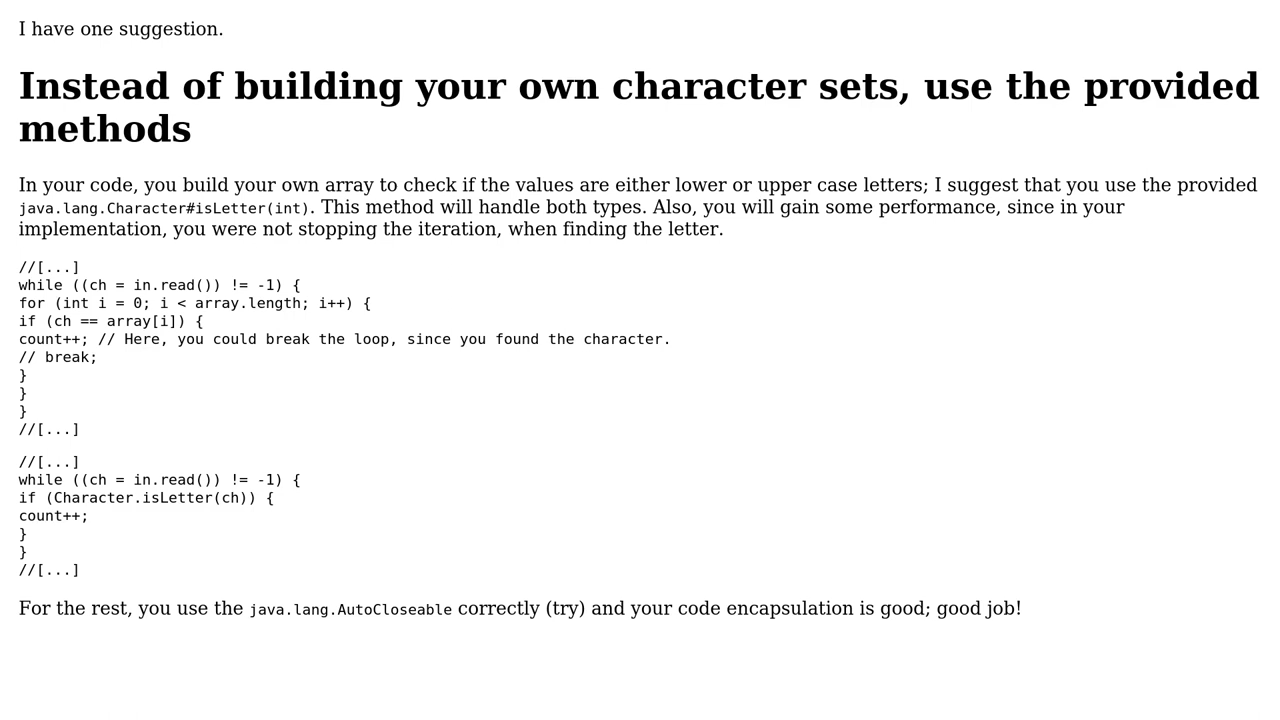 I have one suggestion.
Instead of building your own character sets, use the provided
methods
In your code, you build your own array to check if the values are either lower or upper case letters; I suggest that you use the provided
java.lang.Character#isLetter(int). This method will handle both types. Also, you will gain some performance, since in your
implementation, you were not stopping the iteration, when finding the letter.
//[...]
while ((ch = in.read()) != -1) {
for (int i = 0; i < array.length; i++) {
if (ch == array[i]) {
count++; // Here, you could break the loop, since you found the character.
// break;
}
}
}
//[...]
//[...]
while ((ch = in.read()) != -1) {
if (Character.isLetter(ch)) {
count++;
}
}
//[...]
For the rest, you use the java.lang.AutoCloseable correctly (try) and your code encapsulation is good; good job!